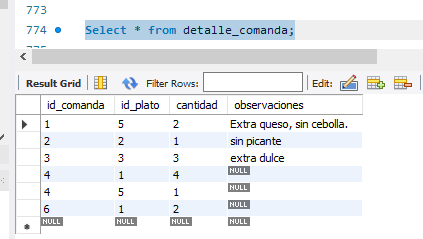 773
774 Select * from detalle_comanda;
775
Result Grid Filter Rows: Edit:
id_comanda id_plato cantidad observaciones
1 5 2 Extra queso, sin cebolla.
2 2 1 sin picante
3 3 3 extra dulce
4 1 4 NULL
4 5 1 NULL
6 1 2 NULL
NULL NULL NULL NULL